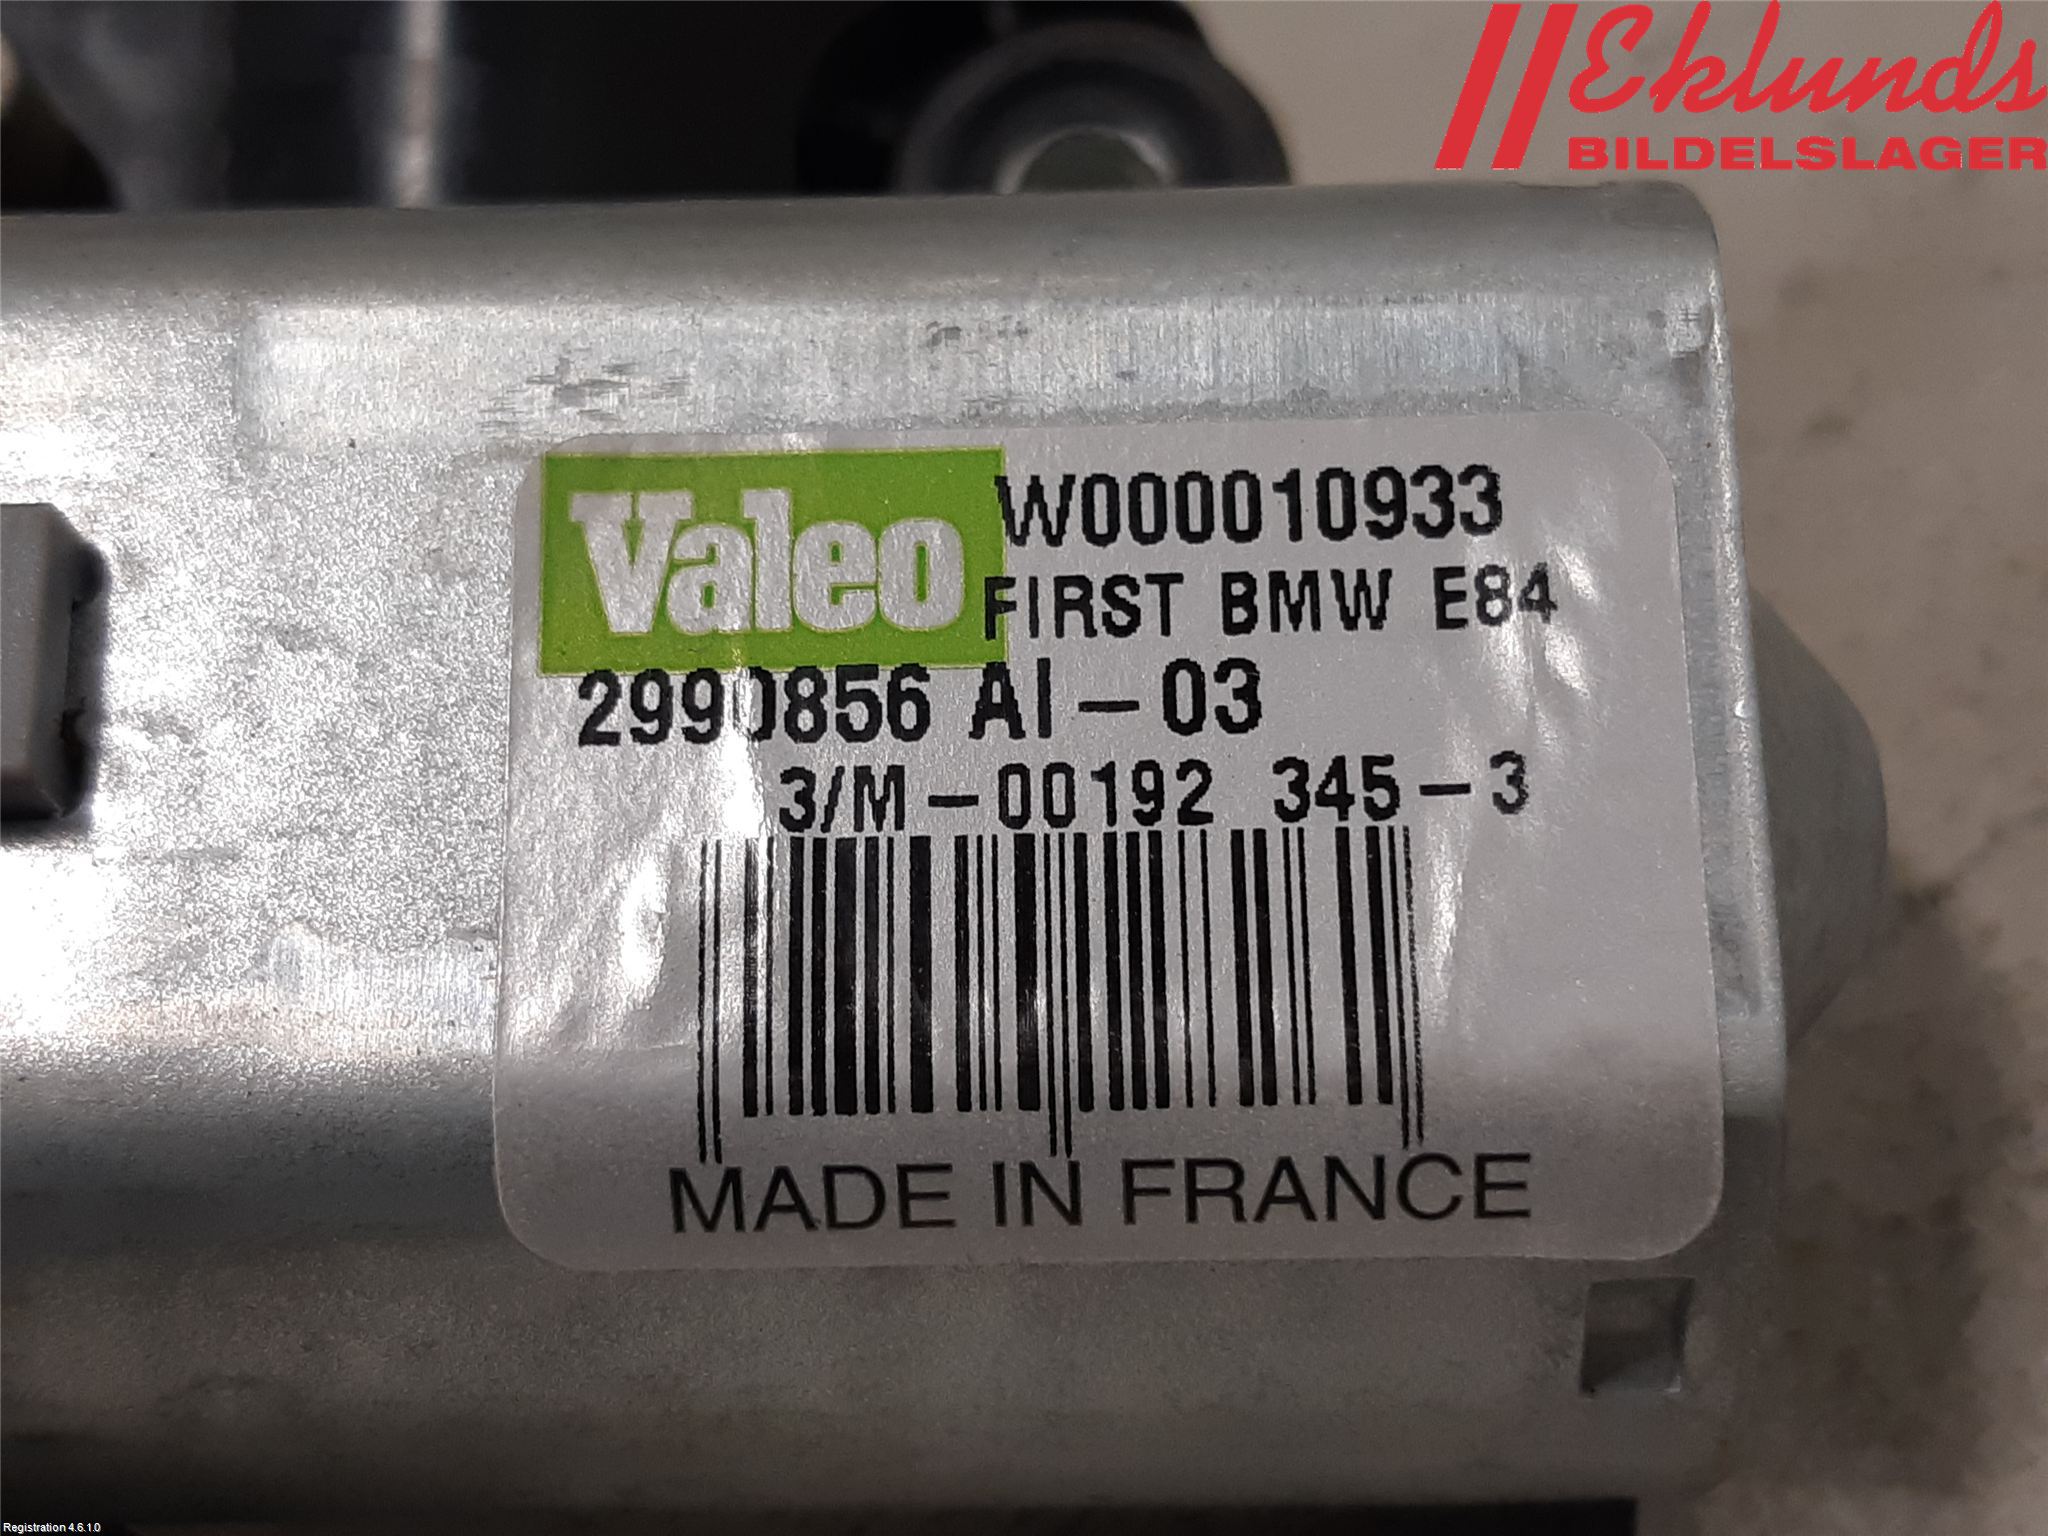 Eklunds
BILDELSLAGER
Valeo
W000010933
FIRST BMW E84
2990856 AI-03
3/M-00192 345-3
MADE IN FRANCE
Registration 4.6.1.0